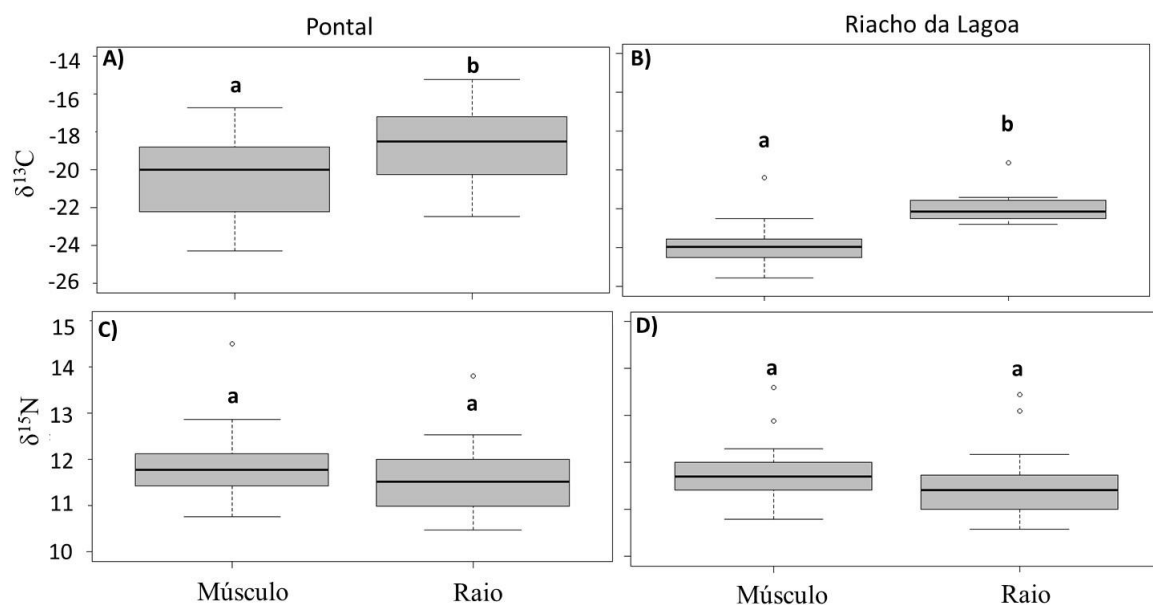 Pontal
Riacho da Lagoa
A)
B)
a
b
a
b
-14
-16
-18
-20
-22
-24
-26
δ¹³C
C)
D)
a
a
a
a
15
14
13
12
11
10
δ¹⁵N
Músculo
Raio
Músculo
Raio